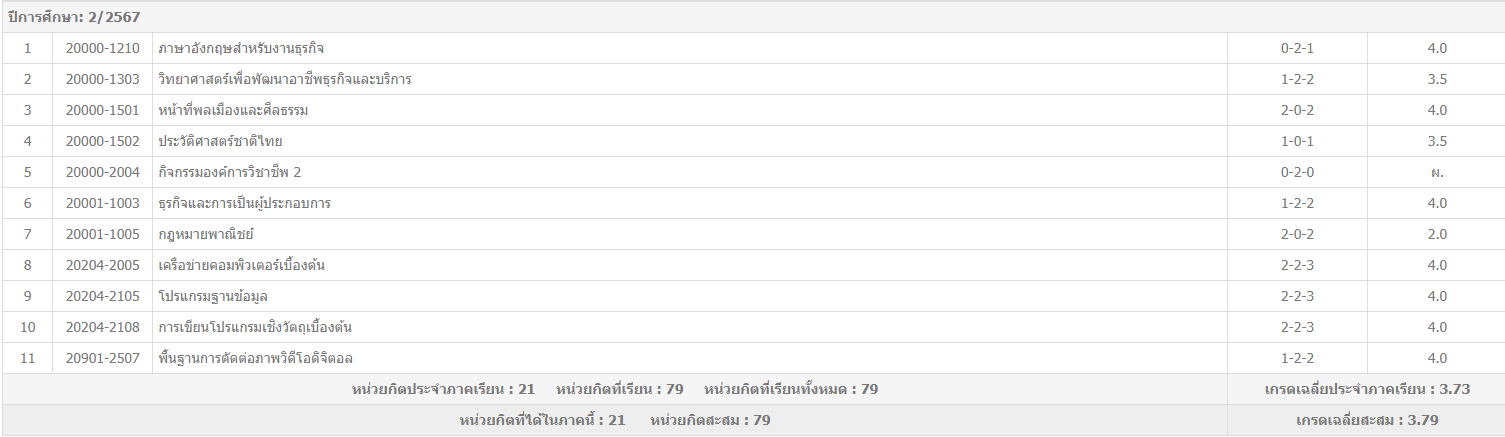 ปีการศึกษา: 2/2567
1 20000-1210 ภาษาอังกฤษสำหรับงานธุรกิจ 0-2-1 4.0
2 20000-1303 วิทยาศาสตร์เพื่อพัฒนาอาชีพธุรกิจและบริการ 1-2-2 3.5
3 20000-1501 หน้าที่พลเมืองและศีลธรรม 2-0-2 4.0
4 20000-1502 ประวัติศาสตร์ชาติไทย 1-0-1 3.5
5 20000-2004 กิจกรรมองค์การวิชาชีพ 2 0-2-0 ผ.
6 20001-1003 ธุรกิจและการเป็นผู้ประกอบการ 1-2-2 4.0
7 20001-1005 กฎหมายพาณิชย์ 2-0-2 2.0
8 20204-2005 เครือข่ายคอมพิวเตอร์เบื้องต้น 2-2-3 4.0
9 20204-2105 โปรแกรมฐานข้อมูล 2-2-3 4.0
10 20204-2108 การเขียนโปรแกรมเชิงวัตถุเบื้องต้น 2-2-3 4.0
11 20901-2507 พื้นฐานการตัดต่อภาพวิดีโอดิจิตอล 1-2-2 4.0
หน่วยกิตประจำภาคเรียน : 21 หน่วยกิตที่เรียน : 79 หน่วยกิตที่เรียนทั้งหมด : 79 เกรดเฉลี่ยประจำภาคเรียน : 3.73
หน่วยกิตที่ได้ในภาคนี้ : 21 หน่วยกิตสะสม : 79 เกรดเฉลี่ยสะสม : 3.79